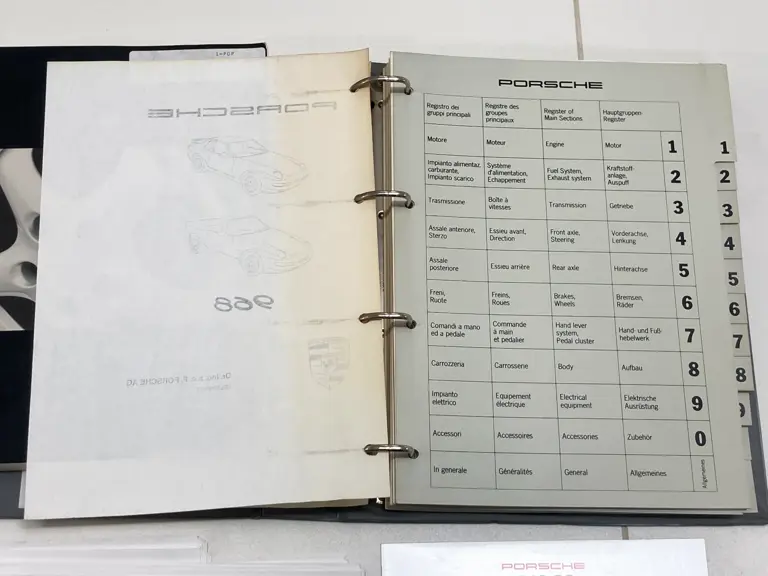 PORSCHE
968
PORSCHE
Registro dei gruppi principali Registre des groupes principaux Register of Main Sections Hauptgruppen Register
Motore Moteur Engine Motor 1
Impianto alimentaz. carburante, Impianto scarico Système d'alimentation, Echappement Fuel System, Exhaust system Kraftstoff-anlage, Auspuff 2
Trasmissione Boîte à vitesses Transmission Getriebe 3
Assale anteriore, Sterzo Essieu avant, Direction Front axle, Steering Vorderachse, Lenkung 4
Assale posteriore Essieu arrière Rear axle Hinterachse 5
Freni, Ruote Freins, Roues Brakes, Wheels Bremsen, Räder 6
Comandi a mano ed a pedale Commande à main et pedalier Hand lever system, Pedal cluster Hand- und Fuß-hebelwerk 7
Carrozzeria Carrosserie Body Aufbau 8
Impianto elettrico Equipement électrique Electrical equipment Elektrische Ausrüstung 9
Accessori Accessoires Accessories Zubehör 0
In generale Généralités General Allgemeines Allgemeines
1
2
3
4
5
6
7
8
9
PORSCHE